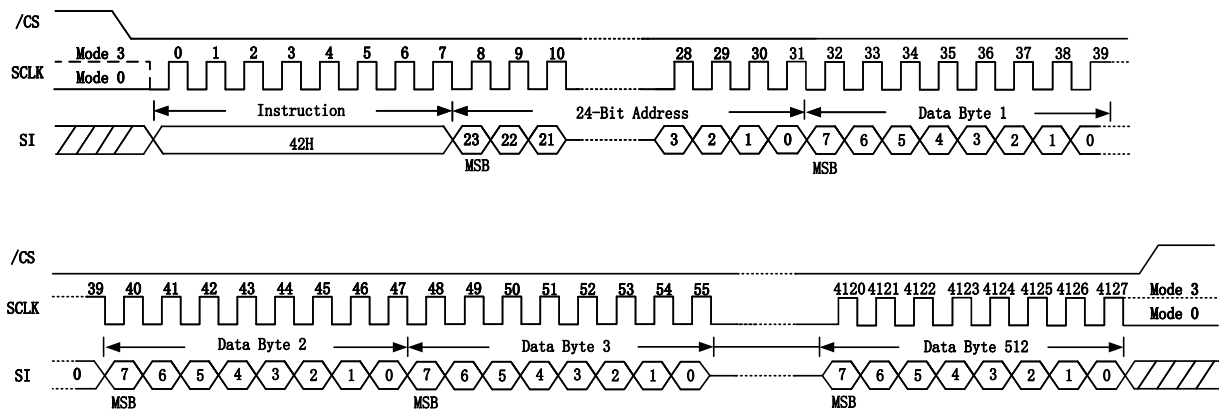 /CS
Mode 3 0 1 2 3 4 5 6 7 8 9 10 28 29 30 31 32 33 34 35 36 37 38 39
SCLK Mode 0
Instruction 24-Bit Address Data Byte 1
SI 42H 23 22 21 3 2 1 0 7 6 5 4 3 2 1 0
MSB MSB
/CS
39 40 41 42 43 44 45 46 47 48 49 50 51 52 53 54 55 4120 4121 4122 4123 4124 4125 4126 4127 Mode 3
SCLK Mode 0
Data Byte 2 Data Byte 3 Data Byte 512
SI 0 7 6 5 4 3 2 1 0 7 6 5 4 3 2 1 0 7 6 5 4 3 2 1 0
MSB MSB MSB